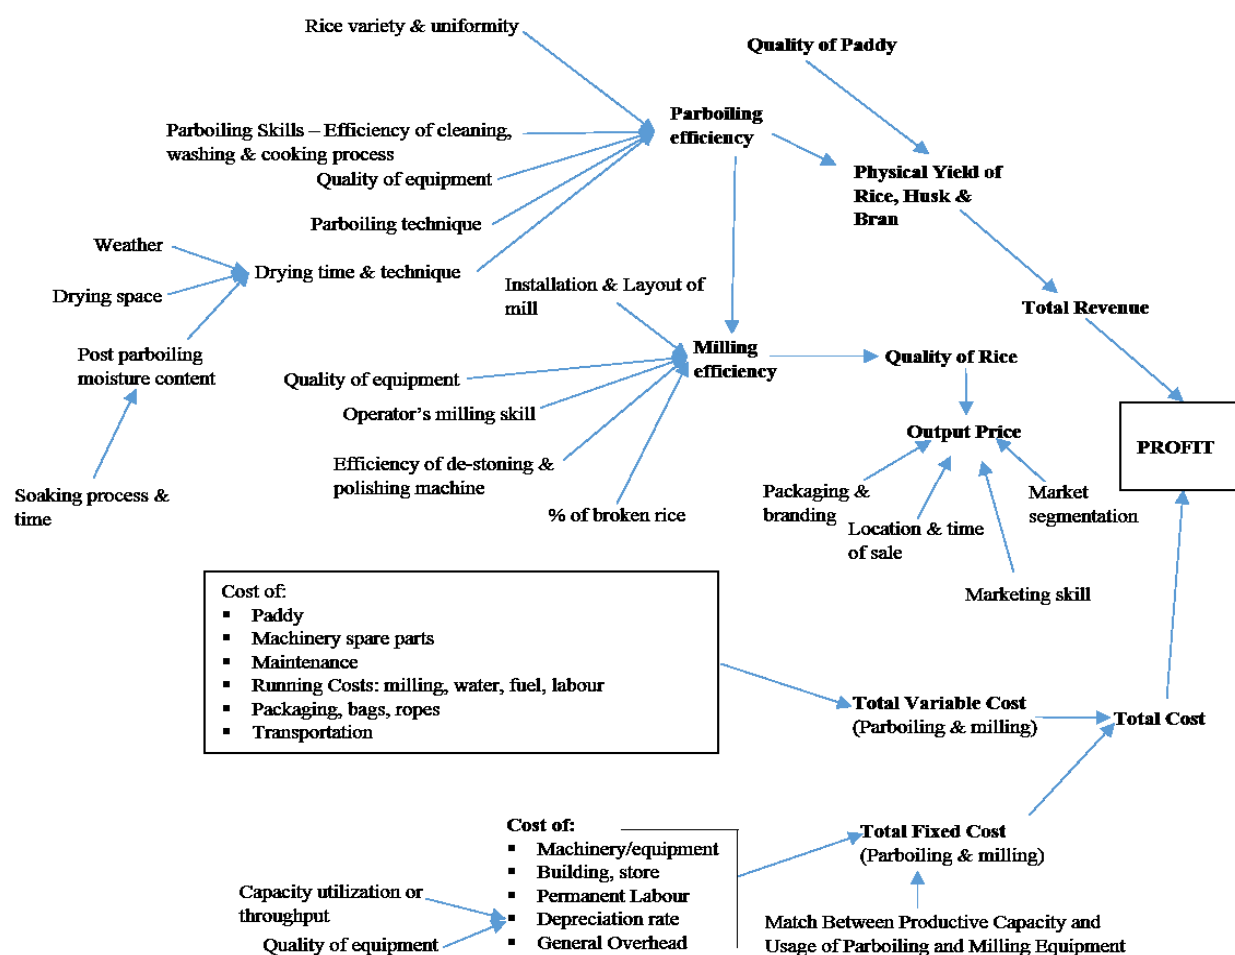 Rice variety & uniformity
Quality of Paddy
Parboiling
efficiency
Parboiling Skills – Efficiency of cleaning,
washing & cooking process
Quality of equipment
Physical Yield of
Rice, Husk &
Bran
Parboiling technique
Weather
Drying time & technique
Drying space
Installation & Layout of
mill
Total Revenue
Post parboiling
moisture content
Milling
efficiency
Quality of Rice
Quality of equipment
Operator's milling skill
Output Price
PROFIT
Efficiency of de-stoning &
polishing machine
Soaking process &
time
% of broken rice
Packaging &
branding
Market
segmentation
Location & time
of sale
Marketing skill
Cost of:
▪ Paddy
▪ Machinery spare parts
▪ Maintenance
▪ Running Costs: milling, water, fuel, labour
▪ Packaging, bags, ropes
▪ Transportation
Total Variable Cost
(Parboiling & milling)
Total Cost
Cost of:
▪ Machinery/equipment
▪ Building, store
▪ Permanent Labour
▪ Depreciation rate
▪ General Overhead
Total Fixed Cost
(Parboiling & milling)
Capacity utilization or
throughput
Quality of equipment
Match Between Productive Capacity and
Usage of Parboiling and Milling Equipment